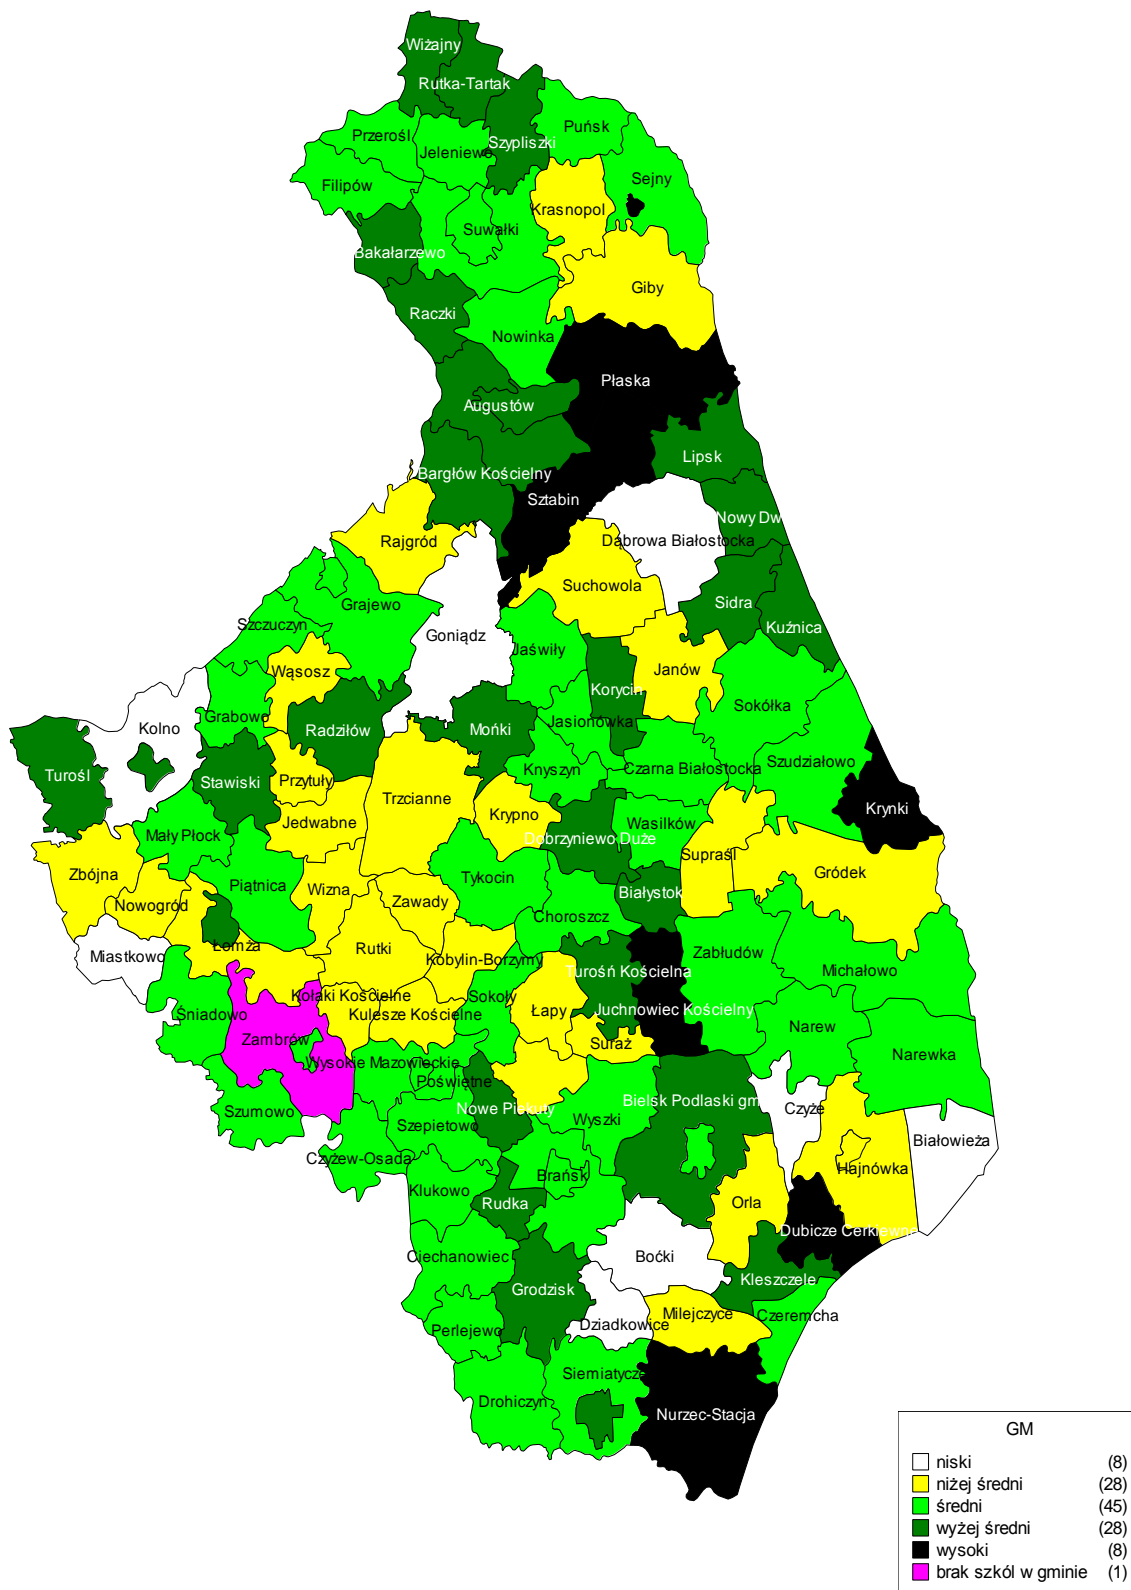 Wiżajny
Rutka-Tartak
Puńsk
Przerośl
Szypliszki
Jeleniewo
Sejny
Filipów
Krasnopol
Suwałki
Bakałarzewo
Giby
Raczki
Nowinka
Płaska
Augustów
Lipsk
Bargłów Kościelny
Sztabin
Nowy Dw
Rajgród
Dąbrowa Białostocka
Suchowola
Grajewo
Sidra
Szczuczyn
Kuźnica
Goniądz
Jaświły
Wąsosz
Janów
Korycin
Sokółka
Grabowo
Jasionówka
Kolno
Radziłów
Mońki
Szudziałowo
Turośl
Knyszyn
Czarna Białostocka
Stawiski
Przytuły
Trzcianne
Krynki
Krypno
Jedwabne
Wasilków
Mały Płock
Dobrzyniewo Duże
Supraśl
Gródek
Zbójna
Tykocin
Piątnica
Wizna
Białystok
Zawady
Nowogród
Choroszcz
Łomża
Rutki
Zabłudów
Miastkowo
Kobylin-Borzymy
Turośń Kościelna
Michałowo
Kołaki Kościelne
Sokoły
Śniadowo
Kulesze Kościelne
Łapy
Juchnowiec Kościelny
Narew
Zambrów
Suraż
Narewka
Wysokie Mazowieckie
Poświętne
Bielsk Podlaski gm
Szumowo
Nowe Piekuty
Czyże
Szepietowo
Wyszki
Białowieża
Czyżew-Osada
Hajnówka
Brańsk
Klukowo
Rudka
Orla
Dubicze Cerkiewne
Ciechanowiec
Boćki
Kleszczele
Grodzisk
Milejczyce
Czeremcha
Perlejewo
Dziadkowice
Siemiatycze
Drohiczyn
Nurzec-Stacja
GM
niski (8)
niżej średni (28)
średni (45)
wyżej średni (28)
wysoki (8)
brak szkól w gminie (1)